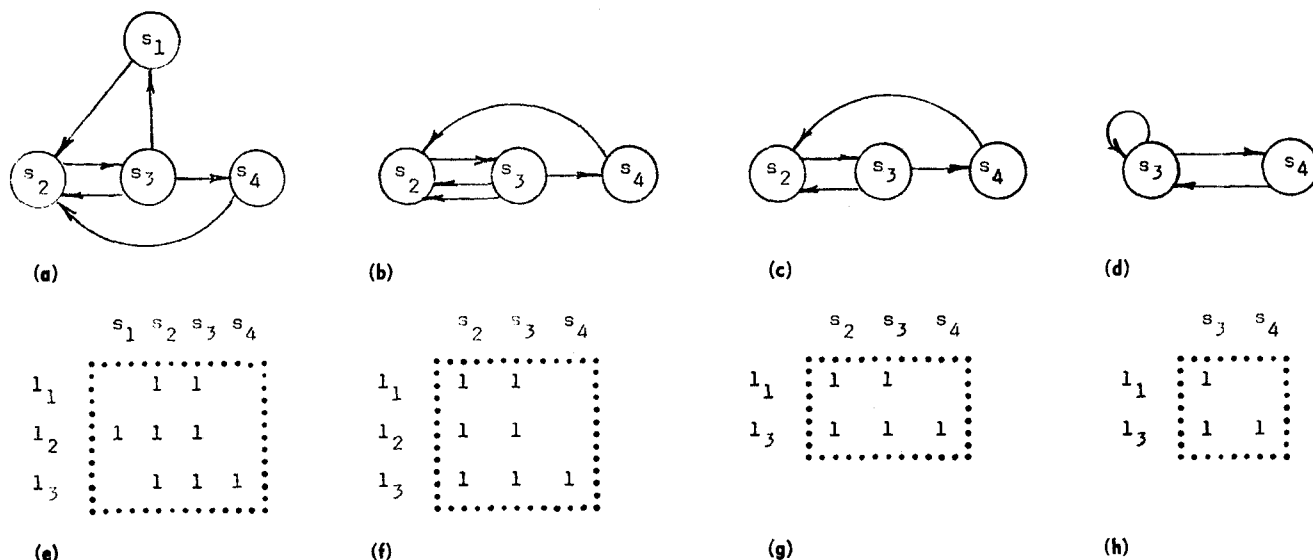 s1
s2 s3 s4
s2 s3 s4
s2 s3 s4
s3 s4
(a)
(b)
(c)
(d)
s1 s2 s3 s4
l1 1 1
l2 1 1 1
l3 1 1 1
(e)
s2 s3 s4
l1 1 1
l2 1 1
l3 1 1 1
(f)
s2 s3 s4
l1 1 1
l3 1 1 1
(g)
s3 s4
l1 1
l3 1 1
(h)